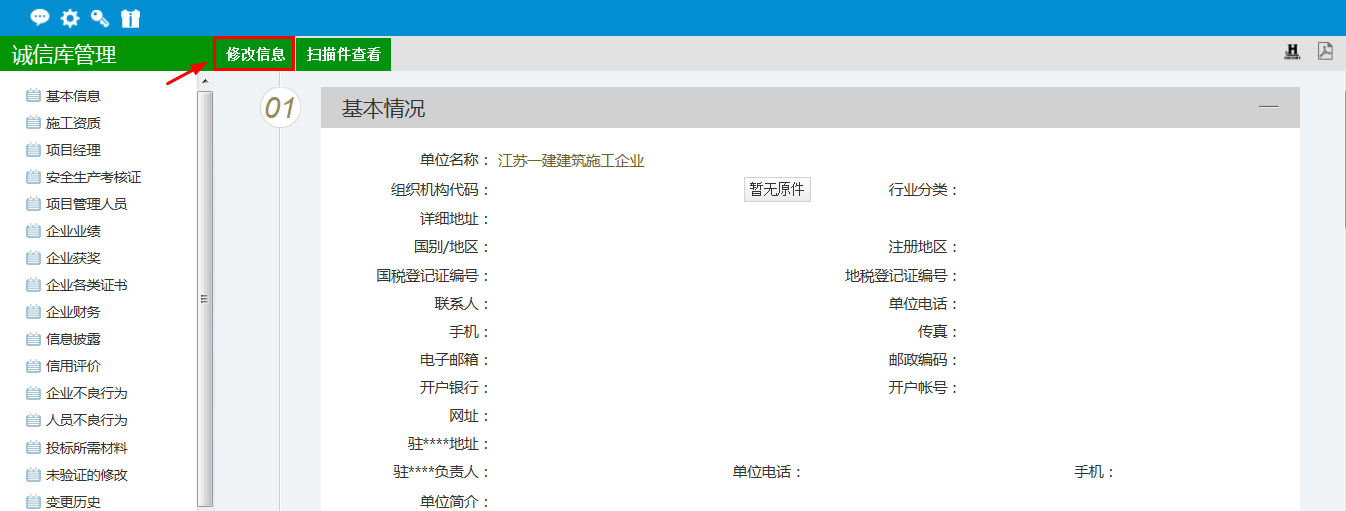 诚信库管理
修改信息
扫描件查看
H
HISTORY
基本信息
施工资质
项目经理
安全生产考核证
项目管理人员
企业业绩
企业获奖
企业各类证书
企业财务
信息披露
信用评价
企业不良行为
人员不良行为
投标所需材料
未验证的修改
变更历史
01
基本情况
单位名称： 江苏一建建筑施工企业
组织机构代码： 暂无原件 行业分类：
详细地址：
国别/地区： 注册地区：
国税登记证编号： 地税登记证编号：
联系人： 单位电话：
手机： 传真：
电子邮箱： 邮政编码：
开户银行： 开户帐号：
网址：
驻****地址：
驻****负责人： 单位电话： 手机：
单位简介：